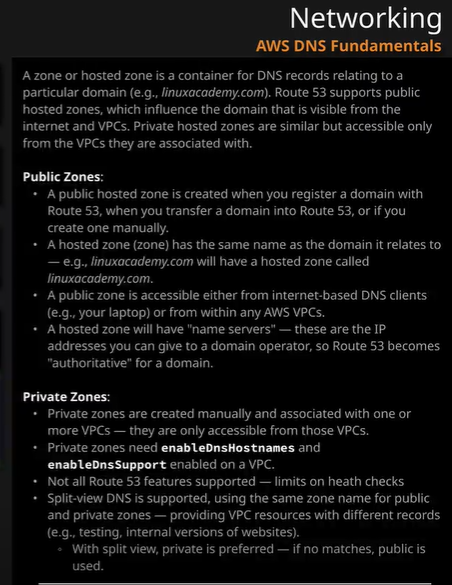 Networking
AWS DNS Fundamentals
A zone or hosted zone is a container for DNS records relating to a
particular domain (e.g., linuxacademy.com). Route 53 supports public
hosted zones, which influence the domain that is visible from the
internet and VPCs. Private hosted zones are similar but accessible only
from the VPCs they are associated with.
Public Zones:
• A public hosted zone is created when you register a domain with
Route 53, when you transfer a domain into Route 53, or if you
create one manually.
• A hosted zone (zone) has the same name as the domain it relates to
— e.g., linuxacademy.com will have a hosted zone called
linuxacademy.com.
• A public zone is accessible either from internet-based DNS clients
(e.g., your laptop) or from within any AWS VPCs.
• A hosted zone will have "name servers" — these are the IP
addresses you can give to a domain operator, so Route 53 becomes
"authoritative" for a domain.
Private Zones:
• Private zones are created manually and associated with one or
more VPCs — they are only accessible from those VPCs.
• Private zones need enableDnsHostnames and
enableDnsSupport enabled on a VPC.
• Not all Route 53 features supported — limits on heath checks
• Split-view DNS is supported, using the same zone name for public
and private zones — providing VPC resources with different records
(e.g., testing, internal versions of websites).
◦ With split view, private is preferred — if no matches, public is
used.